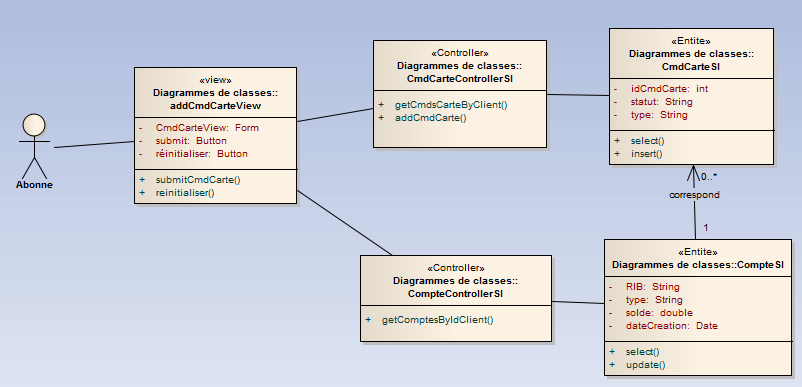 Abonne
«view»
Diagrammes de classes::
addCmdCarteView
- CmdCarteView: Form
- submit: Button
- réinitialiser: Button
+ submitCmdCarte()
+ reinitialiser()
«Controller»
Diagrammes de classes::
CmdCarteControllerSI
+ getCmdsCarteByClient()
+ addCmdCarte()
«Entite»
Diagrammes de classes::
CmdCarteSI
- idCmdCarte: int
- statut: String
- type: String
+ select()
+ insert()
0..*
correspond
1
«Controller»
Diagrammes de classes::
CompteControllerSI
+ getComptesByIdClient()
«Entite»
Diagrammes de classes::CompteSI
- RIB: String
- type: String
- solde: double
- dateCreation: Date
+ select()
+ update()